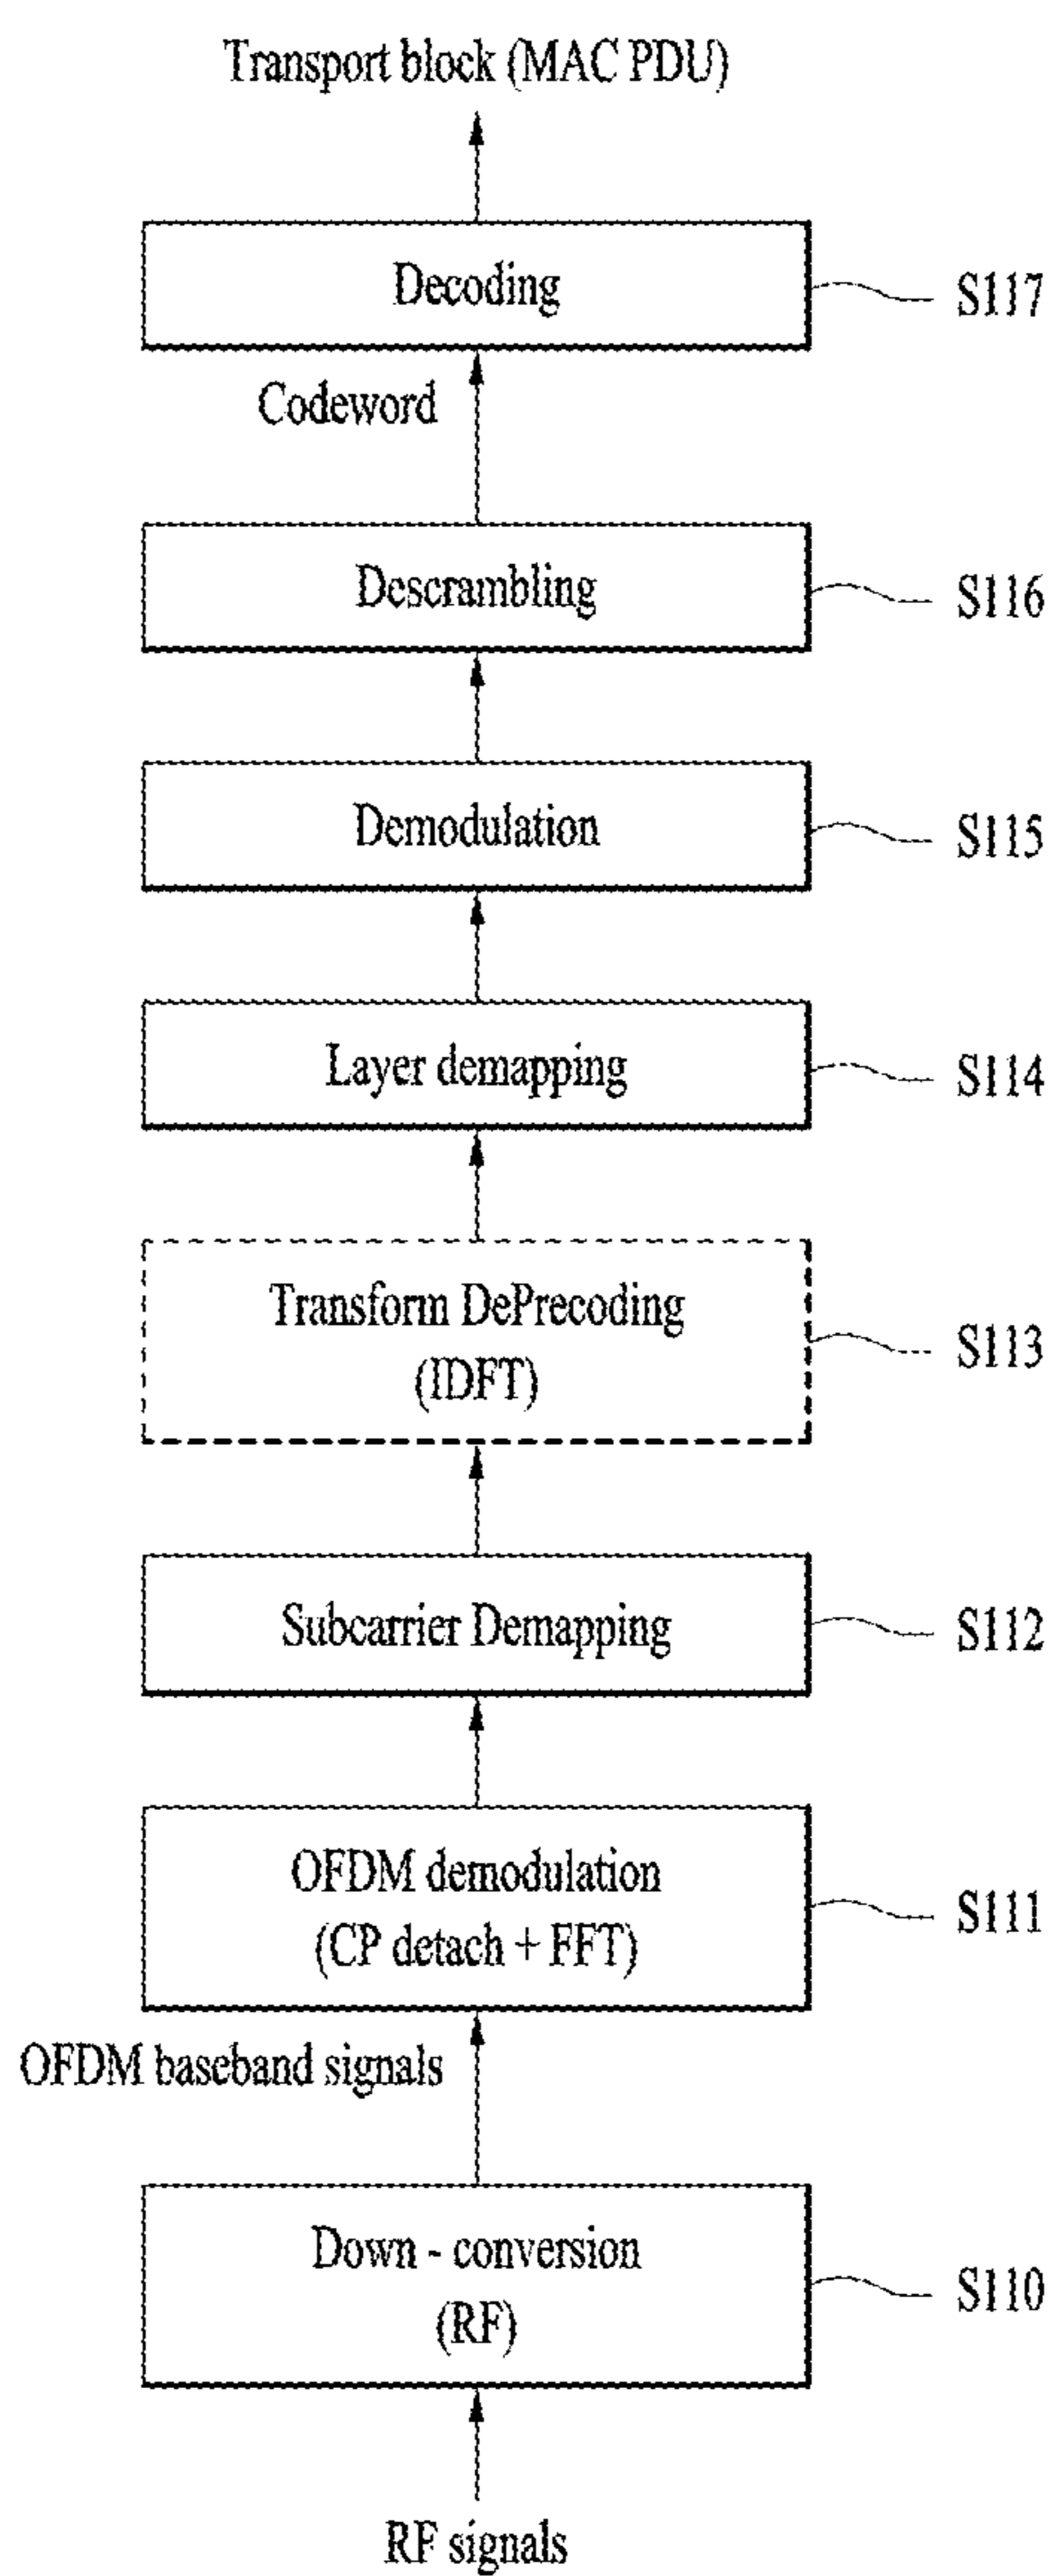 Transport block (MAC PDU)
Decoding
S117
Codeword
Descrambling
S116
Demodulation
S115
Layer demapping
S114
Transform DePrecoding
(IDFT)
S113
Subcarrier Demapping
S112
OFDM demodulation
(CP detach + FFT)
S111
OFDM baseband signals
Down - conversion
(RF)
S110
RF signals